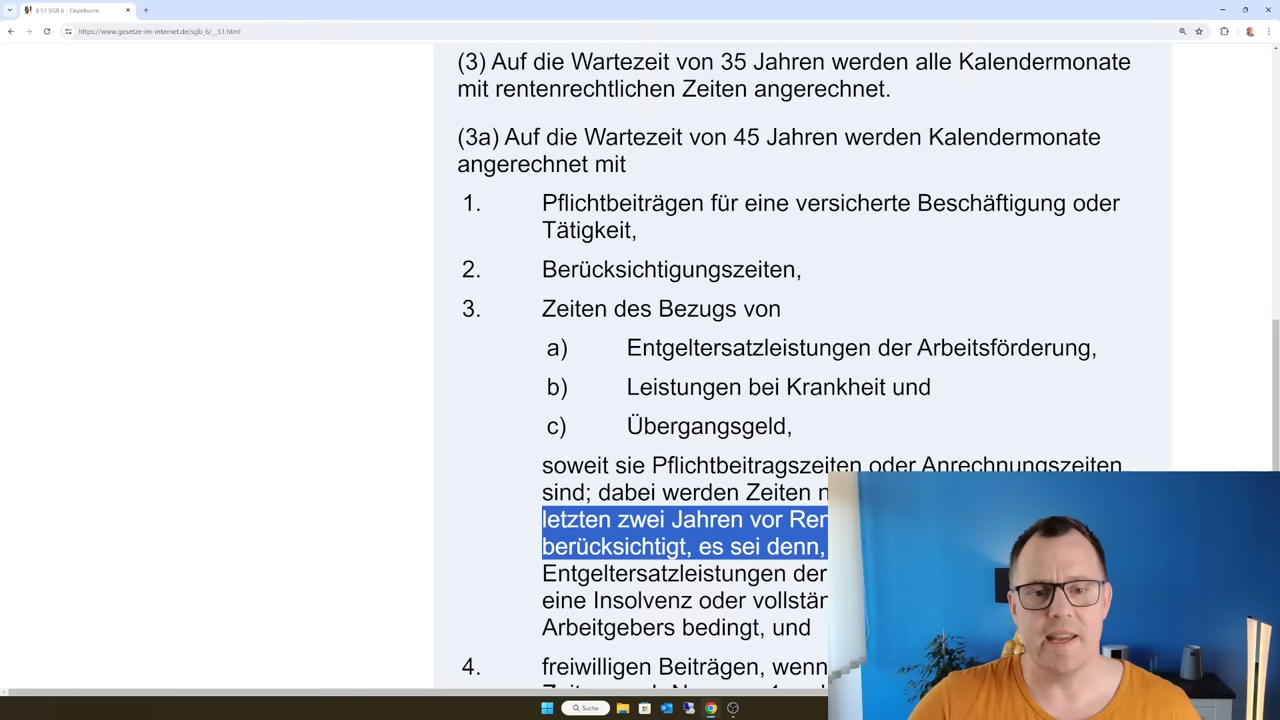 § 51 SGB 6 - Einzelnorm
https://www.gesetze-im-internet.de/sgb_6/__51.html
(3) Auf die Wartezeit von 35 Jahren werden alle Kalendermonate
mit rentenrechtlichen Zeiten angerechnet.
(3a) Auf die Wartezeit von 45 Jahren werden Kalendermonate
angerechnet mit
1. Pflichtbeiträgen für eine versicherte Beschäftigung oder
Tätigkeit,
2. Berücksichtigungszeiten,
3. Zeiten des Bezugs von
a) Entgeltersatzleistungen der Arbeitsförderung,
b) Leistungen bei Krankheit und
c) Übergangsgeld,
soweit sie Pflichtbeitragszeiten oder Anrechnungszeiten
sind; dabei werden Zeiten
letzten zwei Jahren vor
berücksichtigt, es sei denn,
Entgeltersatzleistungen der
eine Insolvenz oder
Arbeitgebers bedingt, und
4. freiwilligen Beiträgen, wenn
Suche